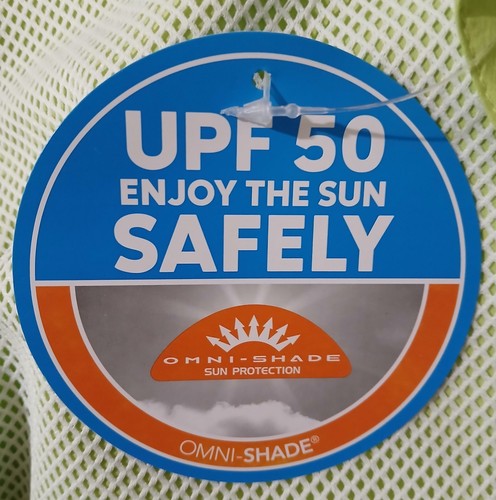 UPF 50
ENJOY THE SUN
SAFELY
OMNI-SHADE
SUN PROTECTION
OMNI-SHADE®